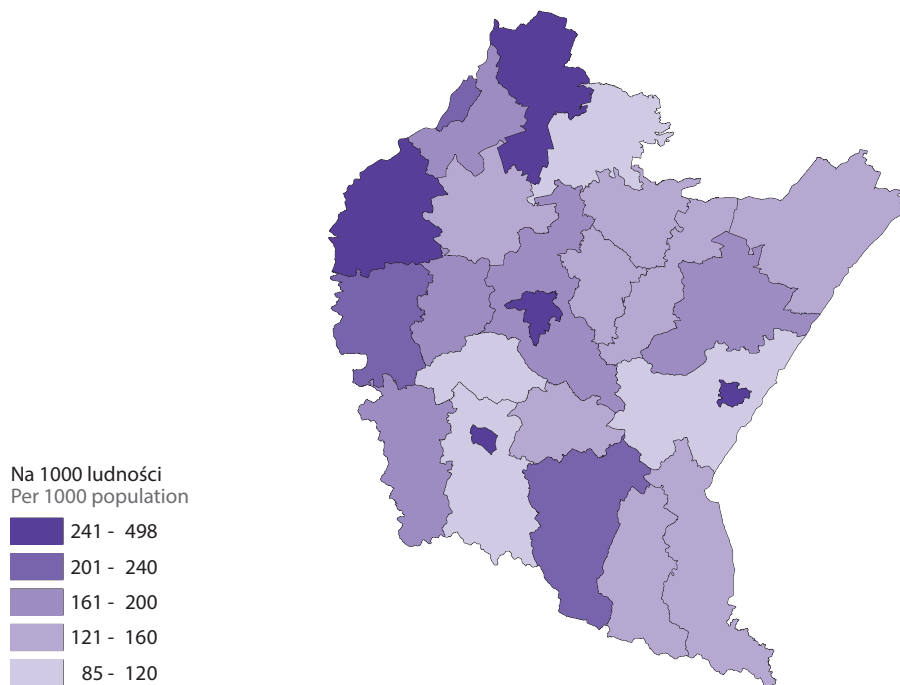 Na 1000 ludności
Per 1000 population
241 - 498
201 - 240
161 - 200
121 - 160
85 - 120